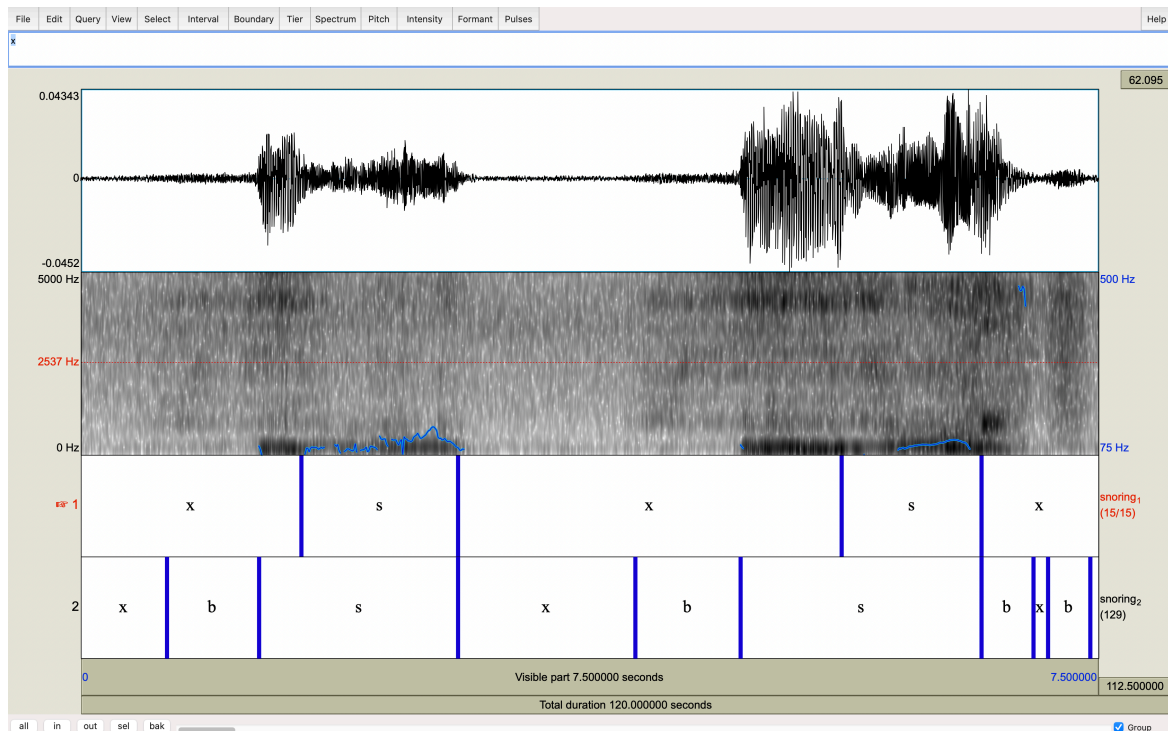 File Edit Query View Select Interval Boundary Tier Spectrum Pitch Intensity Formant Pulses Help
x
62.095
0.04343
0
-0.0452
5000 Hz 500 Hz
2537 Hz
0 Hz 75 Hz
☞ 1 x s x s x snoring1
(15/15)
2 x b s x b s b x b snoring2
(129)
0 Visible part 7.500000 seconds 7.500000
112.500000
Total duration 120.000000 seconds
all in out sel bak Group